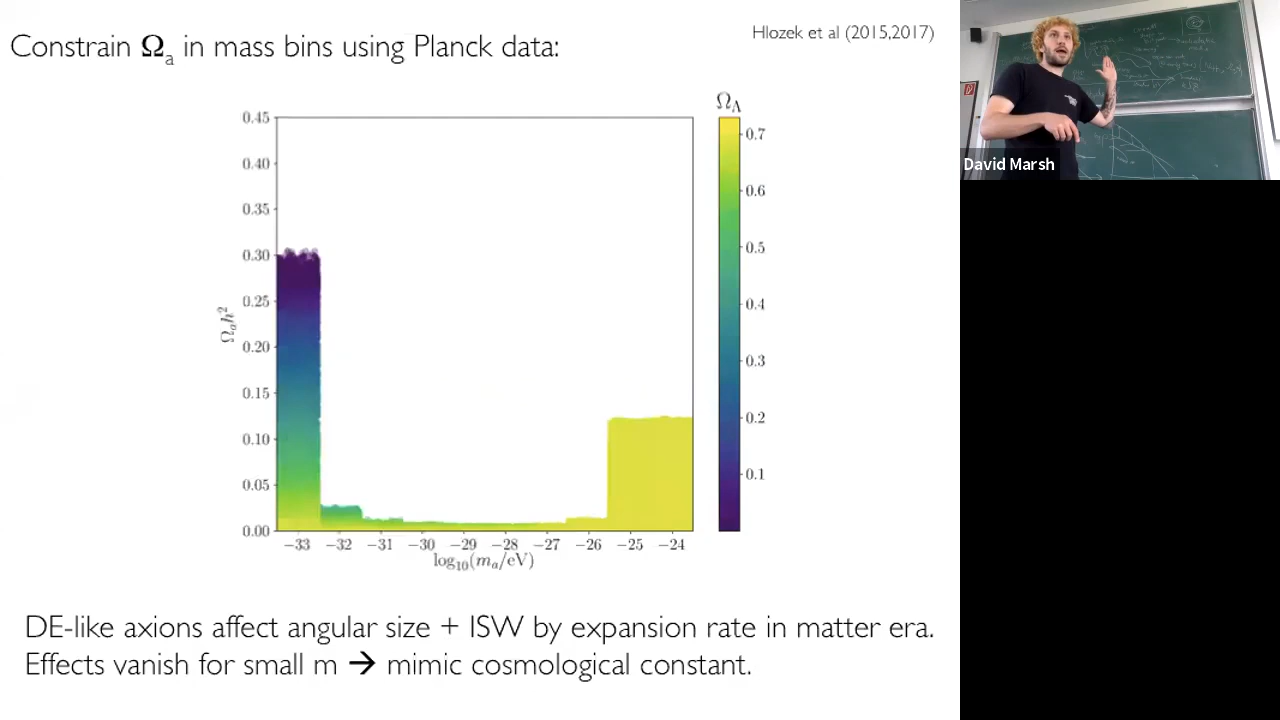 Constrain Ωa in mass bins using Planck data:
Hlozek et al (2015,2017)
David Marsh
ΩΛ
0.45
0.40
0.35
0.30
0.25
0.20
0.15
0.10
0.05
0.00
Ωah²
−33 −32 −31 −30 −29 −28 −27 −26 −25 −24
log10(ma/eV)
0.7
0.6
0.5
0.4
0.3
0.2
0.1
DE-like axions affect angular size + ISW by expansion rate in matter era.
Effects vanish for small m → mimic cosmological constant.